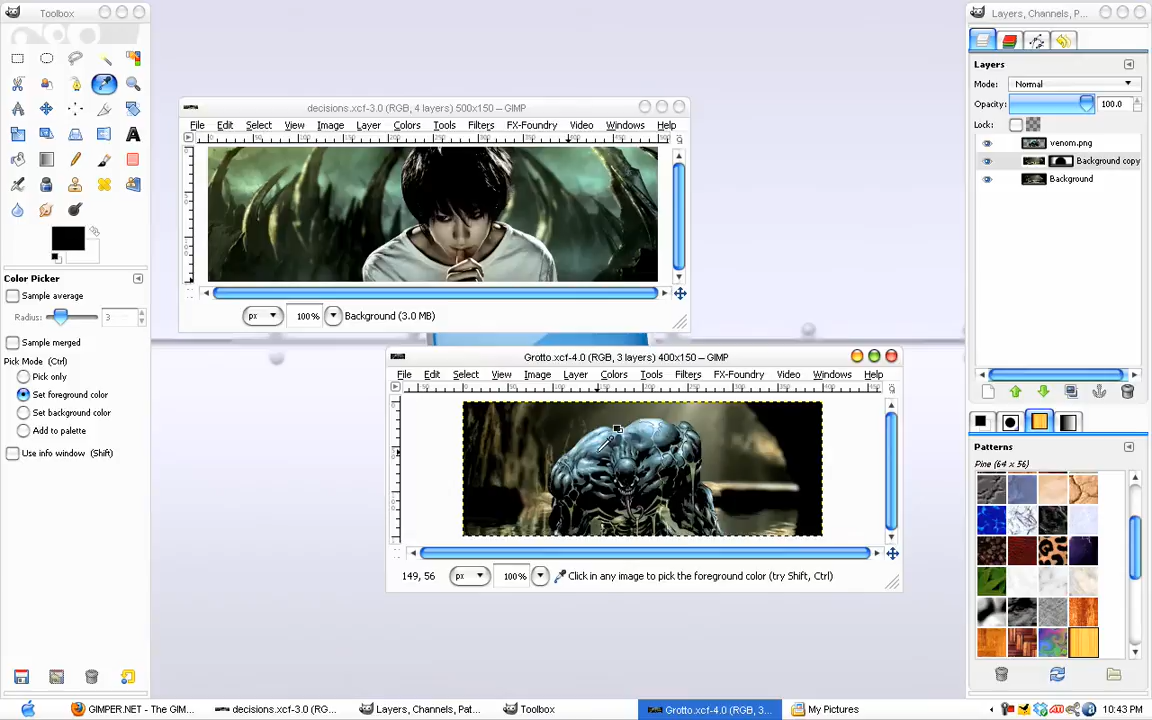 Toolbox
Layers, Channels, P...
decisions.xcf-3.0 (RGB, 4 layers) 500x150 – GIMP
File Edit Select View Image Layer Colors Tools Filters FX-Foundry Video Windows Help
px 100% Background (3.0 MB)
Grotto.xcf-4.0 (RGB, 3 layers) 400x150 – GIMP
File Edit Select View Image Layer Colors Tools Filters FX-Foundry Video Windows Help
149, 56 px 100% Click in any image to pick the foreground color (try Shift, Ctrl)
Color Picker
Sample average
Radius: 3
Sample merged
Pick Mode (Ctrl)
Pick only
Set foreground color
Set background color
Add to palette
Use info window (Shift)
Layers
Mode: Normal
Opacity: 100.0
Lock:
venom.png
Background copy
Background
Patterns
Pine (64 x 56)
GIMPER.NET - The GIM...
decisions.xcf-3.0 (RG...
Layers, Channels, Pat...
Toolbox
Grotto.xcf-4.0 (RGB, 3...
My Pictures
10:43 PM